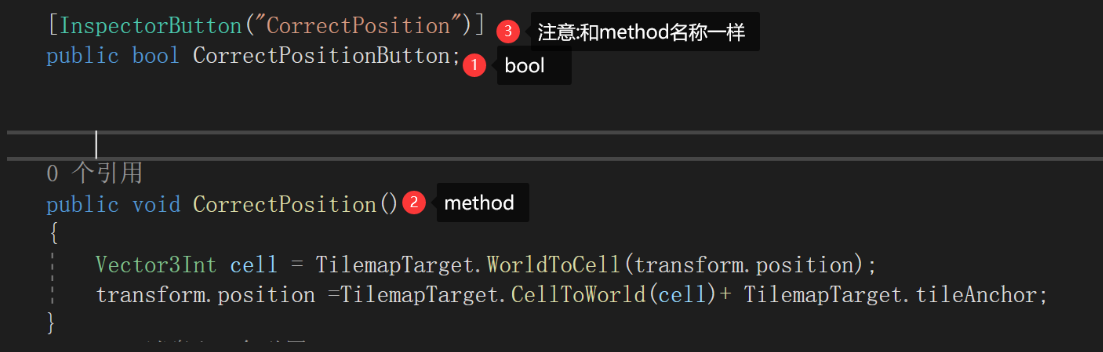 [InspectorButton("CorrectPosition")] 3 注意:和method名称一样
public bool CorrectPositionButton; 1 bool
0 个引用
public void CorrectPosition() 2 method
{
Vector3Int cell = TilemapTarget.WorldToCell(transform.position);
transform.position =TilemapTarget.CellToWorld(cell)+ TilemapTarget.tileAnchor;
}